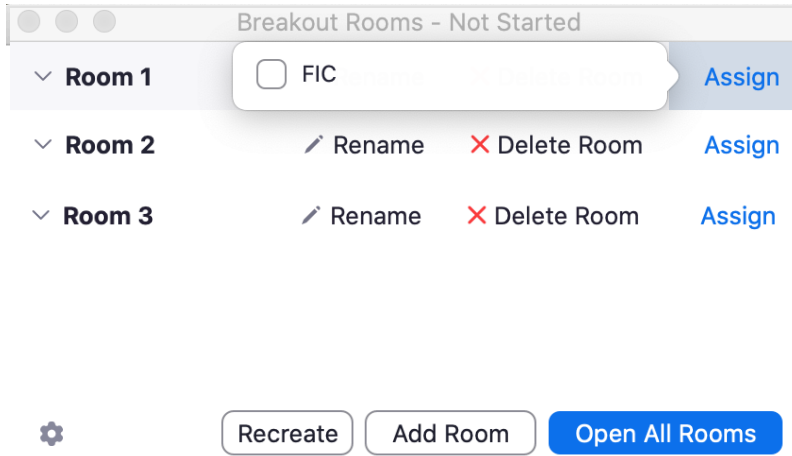 Breakout Rooms - Not Started
Room 1 FIC Assign
Room 2 Rename Delete Room Assign
Room 3 Rename Delete Room Assign
Recreate Add Room Open All Rooms